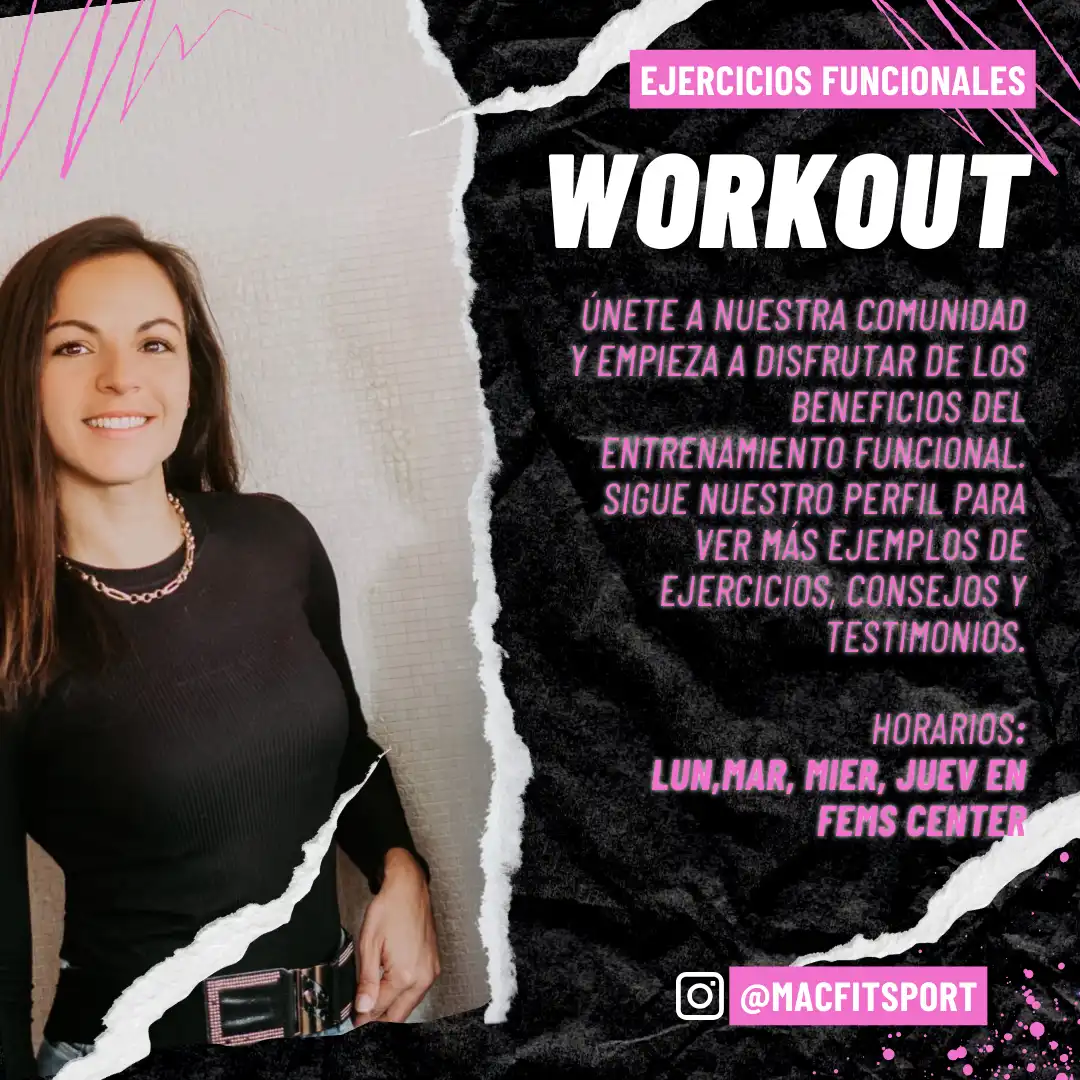 EJERCICIOS FUNCIONALES
WORKOUT
ÚNETE A NUESTRA COMUNIDAD
Y EMPIEZA A DISFRUTAR DE LOS
BENEFICIOS DEL
ENTRENAMIENTO FUNCIONAL.
SIGUE NUESTRO PERFIL PARA
VER MÁS EJEMPLOS DE
EJERCICIOS, CONSEJOS Y
TESTIMONIOS.
HORARIOS:
LUN,MAR, MIER, JUEV EN
FEMS CENTER
@MACFITSPORT